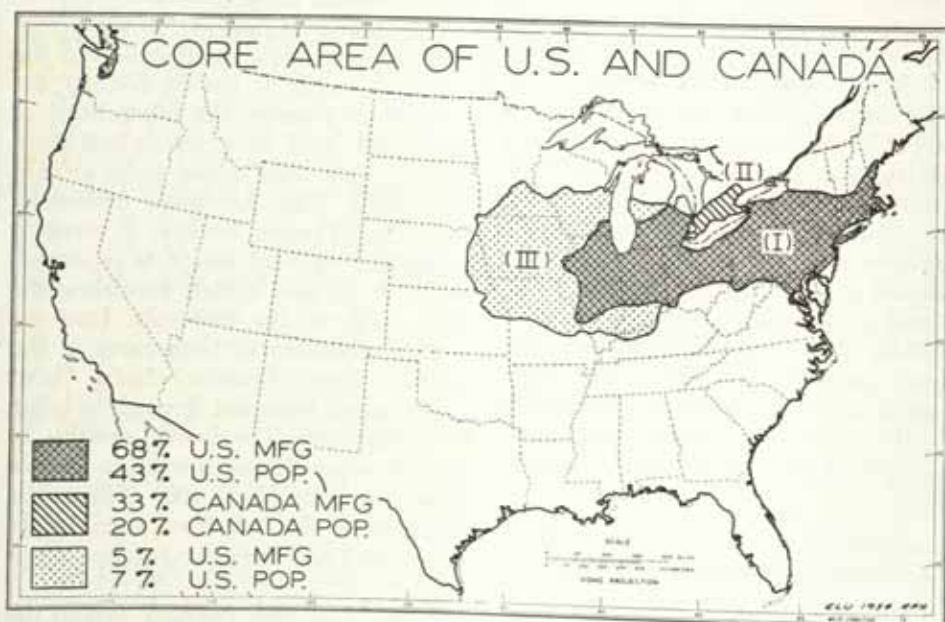 CORE AREA OF U.S. AND CANADA
(II)
(I)
(III)
68% U.S. MFG
43% U.S. POP.
33% CANADA MFG
20% CANADA POP.
5% U.S. MFG
7% U.S. POP.
SCALE